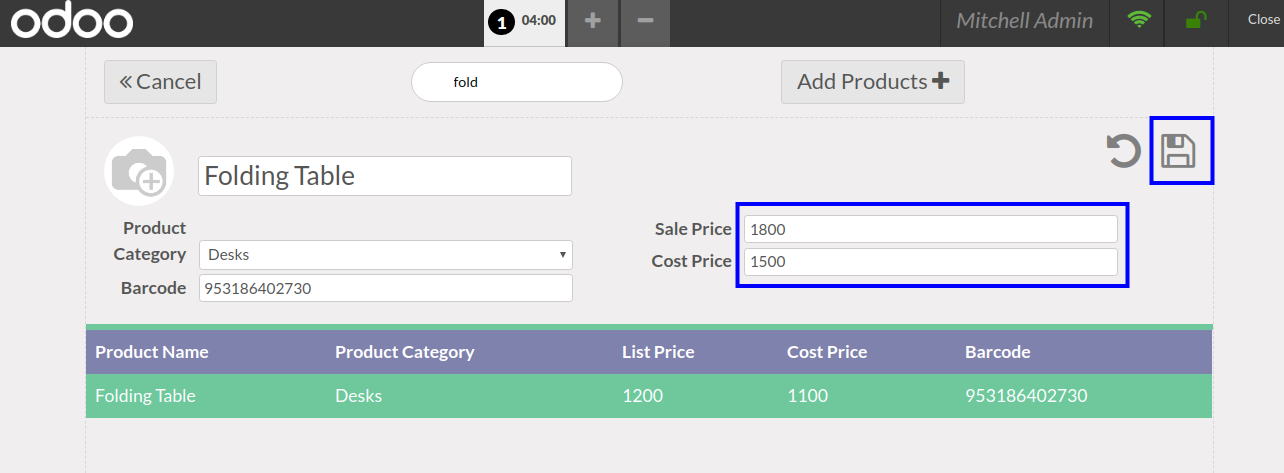 odoo 1 04:00 Mitchell Admin Close
Cancel fold Add Products
Folding Table
Product
Category Desks
Barcode 953186402730
Sale Price 1800
Cost Price 1500
Product Name Product Category List Price Cost Price Barcode
Folding Table Desks 1200 1100 953186402730